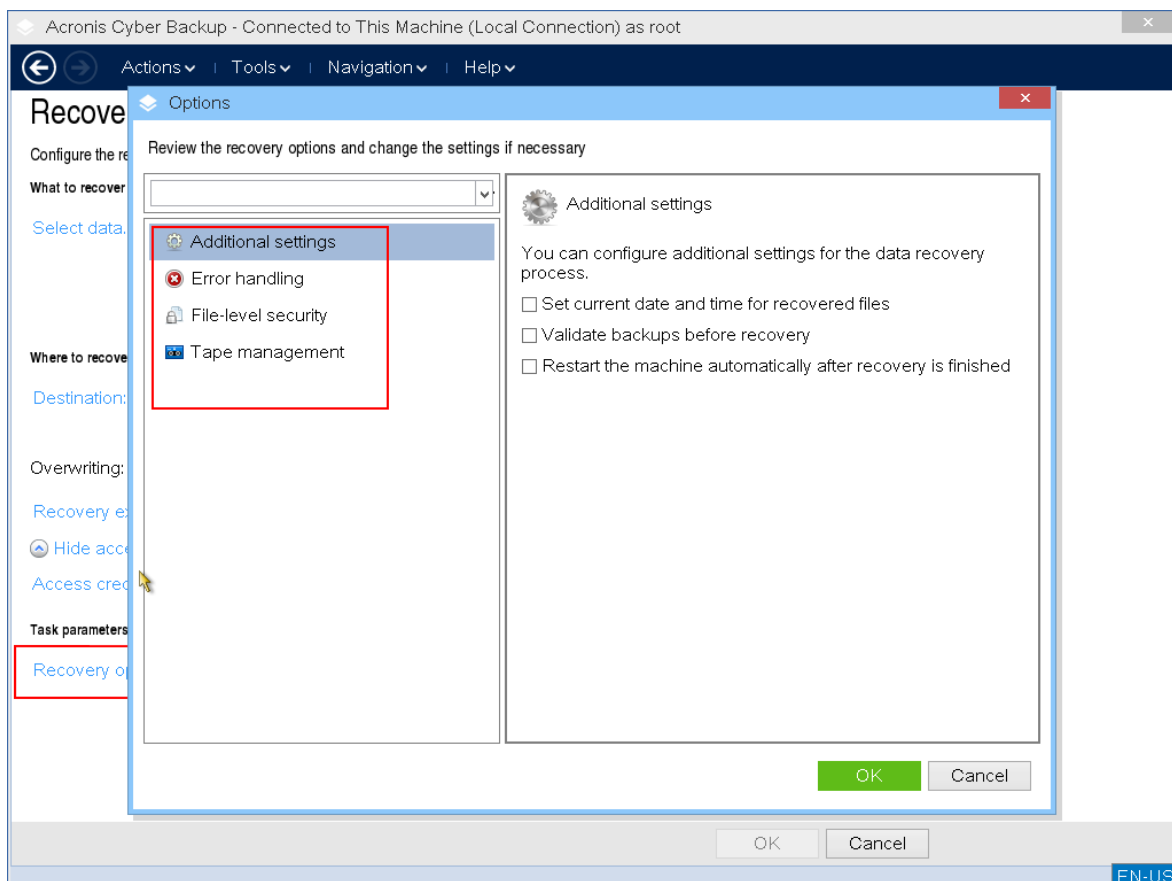 Acronis Cyber Backup - Connected to This Machine (Local Connection) as root
Actions Tools Navigation Help
Recove
Configure the re
What to recover
Select data.
Where to recove
Destination:
Overwriting:
Recovery ex
Hide acce
Access cred
Task parameters
Recovery op
Options
Review the recovery options and change the settings if necessary
Additional settings
Error handling
File-level security
Tape management
Additional settings
You can configure additional settings for the data recovery
process.
Set current date and time for recovered files
Validate backups before recovery
Restart the machine automatically after recovery is finished
OK Cancel
OK Cancel
EN-US